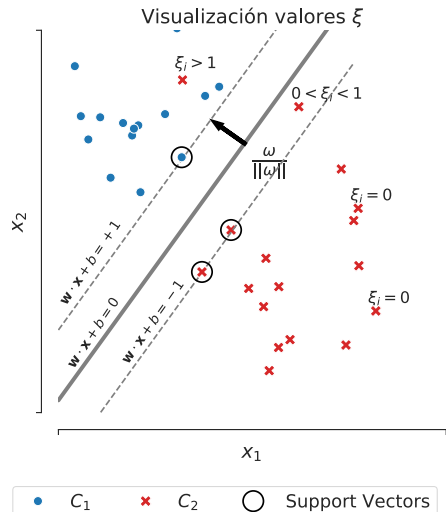 Visualización valores ξ
ξᵢ > 1
0 < ξᵢ < 1
ω
||ω||
ξᵢ = 0
ξᵢ = 0
w · x + b = +1
w · x + b = 0
w · x + b = −1
x₂
x₁
C₁ C₂ Support Vectors